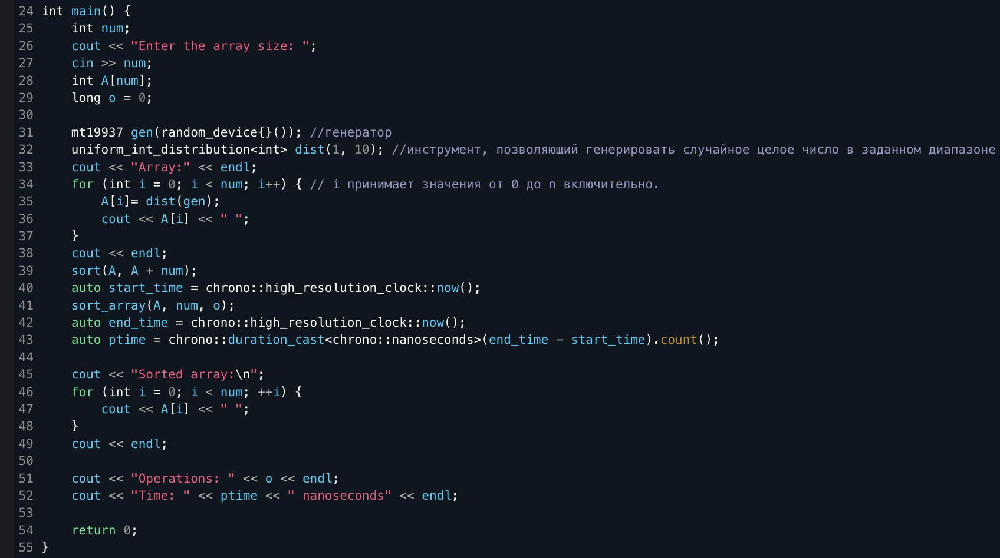 24 int main() {
25     int num;
26     cout << "Enter the array size: ";
27     cin >> num;
28     int A[num];
29     long o = 0;
30
31     mt19937 gen(random_device{}()); //генератор
32     uniform_int_distribution<int> dist(1, 10); //инструмент, позволяющий генерировать случайное целое число в заданном диапазоне
33     cout << "Array:" << endl;
34     for (int i = 0; i < num; i++) { // i принимает значения от 0 до n включительно.
35         A[i]= dist(gen);
36         cout << A[i] << " ";
37     }
38     cout << endl;
39     sort(A, A + num);
40     auto start_time = chrono::high_resolution_clock::now();
41     sort_array(A, num, o);
42     auto end_time = chrono::high_resolution_clock::now();
43     auto ptime = chrono::duration_cast<chrono::nanoseconds>(end_time - start_time).count();
44
45     cout << "Sorted array:\n";
46     for (int i = 0; i < num; ++i) {
47         cout << A[i] << " ";
48     }
49     cout << endl;
50
51     cout << "Operations: " << o << endl;
52     cout << "Time: " << ptime << " nanoseconds" << endl;
53
54     return 0;
55 }